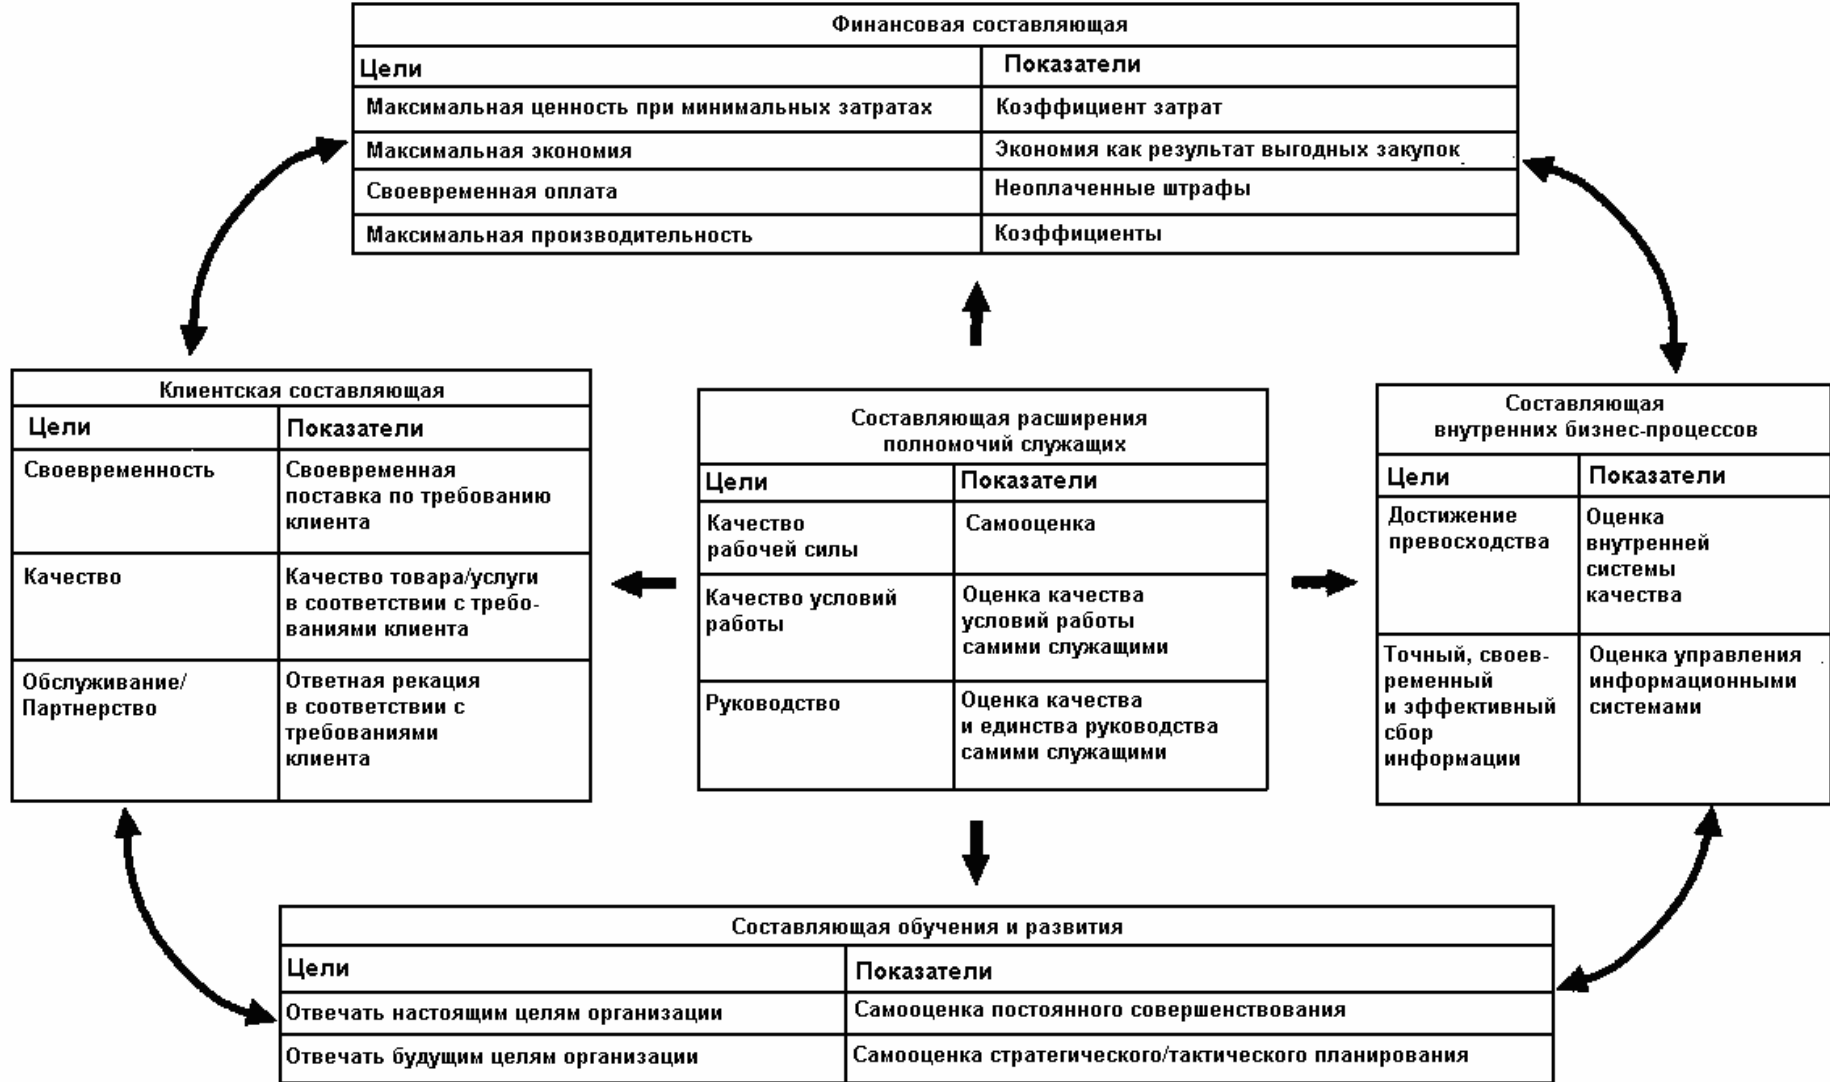 Финансовая составляющая
Цели
Показатели
Максимальная ценность при минимальных затратах
Коэффициент затрат
Максимальная экономия
Экономия как результат выгодных закупок
Своевременная оплата
Неоплаченные штрафы
Максимальная производительность
Коэффициенты
Клиентская составляющая
Цели
Показатели
Своевременность
Своевременная
поставка по требованию
клиента
Качество
Качество товара/услуги
в соответствии с требо-
ваниями клиента
Обслуживание/
Партнерство
Ответная рекация
в соответствии с
требованиями
клиента
Составляющая расширения
полномочий служащих
Цели
Показатели
Качество
рабочей силы
Самооценка
Качество условий
работы
Оценка качества
условий работы
самими служащими
Руководство
Оценка качества
и единства руководства
самими служащими
Составляющая
внутренних бизнес-процессов
Цели
Показатели
Достижение
превосходства
Оценка
внутренней
системы
качества
Точный, своев-
ременный
и эффективный
сбор
информации
Оценка управления
информационными
системами
Составляющая обучения и развития
Цели
Показатели
Отвечать настоящим целям организации
Самооценка постоянного совершенствования
Отвечать будущим целям организации
Самооценка стратегического/тактического планирования